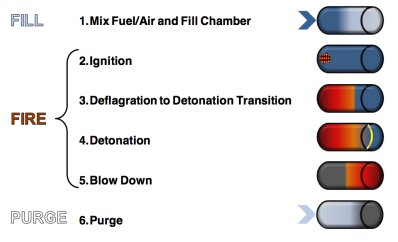 FILL 1.Mix Fuel/Air and Fill Chamber
2.Ignition
3.Deflagration to Detonation Transition
FIRE
4.Detonation
5.Blow Down
PURGE 6.Purge